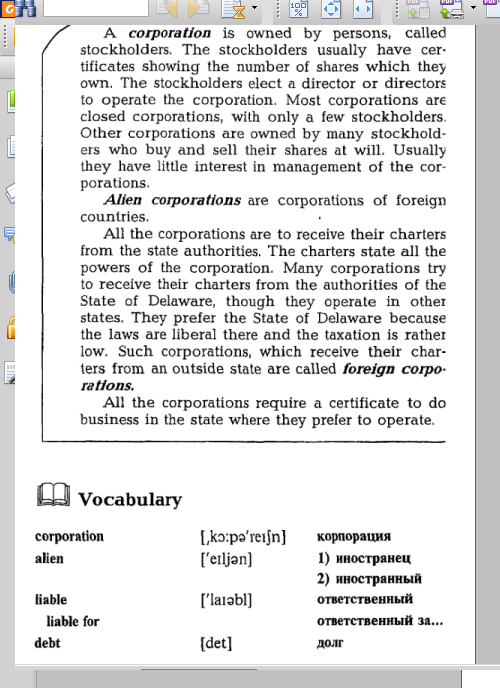 A corporation is owned by persons, called
stockholders. The stockholders usually have cer-
tificates showing the number of shares which they
own. The stockholders elect a director or directors
to operate the corporation. Most corporations are
closed corporations, with only a few stockholders.
Other corporations are owned by many stockhold-
ers who buy and sell their shares at will. Usually
they have little interest in management of the cor-
porations.
Alien corporations are corporations of foreign
countries.
All the corporations are to receive their charters
from the state authorities. The charters state all the
powers of the corporation. Many corporations try
to receive their charters from the authorities of the
State of Delaware, though they operate in other
states. They prefer the State of Delaware because
the laws are liberal there and the taxation is rather
low. Such corporations, which receive their char-
ters from an outside state are called foreign corpo-
rations.
All the corporations require a certificate to do
business in the state where they prefer to operate.
Vocabulary
corporation [ˌkɔ:pə'reɪʃn] корпорация
alien ['eɪljən] 1) иностранец
2) иностранный
liable ['laɪəbl] ответственный
liable for ответственный за...
debt [det] долг